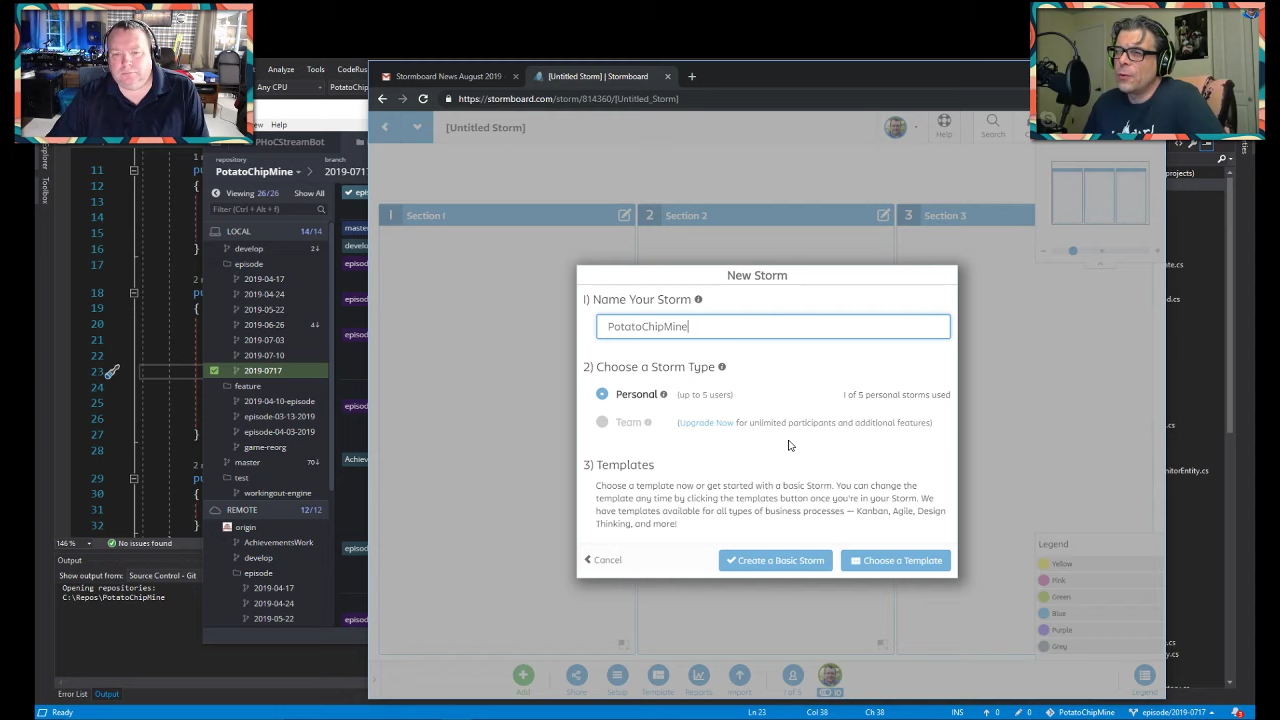 Stormboard News August 2019
[Untitled Storm] | Stormboard
Analyze Tools CodeRus
Any CPU PotatoChip
https://stormboard.com/storm/814360/[Untitled_Storm]
Help
[Untitled Storm]
Help Search
PHoCStreamBot
repository
PotatoChipMine
branch
2019-0717
Viewing 26/26 Show All
Filter (Ctrl + Alt + f)
LOCAL 14/14
develop 2↓
episode
2019-04-17
2019-04-24
2019-05-22
2019-06-26 4↓
2019-07-03
2019-07-10
2019-0717
feature
2019-04-10-episode
episode-03-13-2019
episode-04-03-2019
game-reorg
master 70↓
test
workingout-engine
REMOTE 12/12
origin
AchievementsWork
develop
episode
2019-04-17
2019-04-24
2019-05-22
Explorer
Toolbox
11
12
13
14
15
16
17
18
19
20
21
22
23
24
25
26
27
28
29
30
31
32
146 % No issues found
Output
Show output from: Source Control - Git
Opening repositories:
C:\Repos\PotatoChipMine
Error List Output
1 Section 1
2 Section 2
3 Section 3
New Storm
1) Name Your Storm
PotatoChipMine
2) Choose a Storm Type
Personal (up to 5 users) 1 of 5 personal storms used
Team (Upgrade Now for unlimited participants and additional features)
3) Templates
Choose a template now or get started with a basic Storm. You can change the
template any time by clicking the templates button once you're in your Storm. We
have templates available for all types of business processes — Kanban, Agile, Design
Thinking, and more!
Cancel Create a Basic Storm Choose a Template
Legend
Yellow
Pink
Green
Blue
Purple
Grey
Add Share Setup Template Reports Import 1 of 5 10 Legend
Ready Ln 23 Col 38 Ch 38 INS 0 0 PotatoChipMine episode/2019-0717